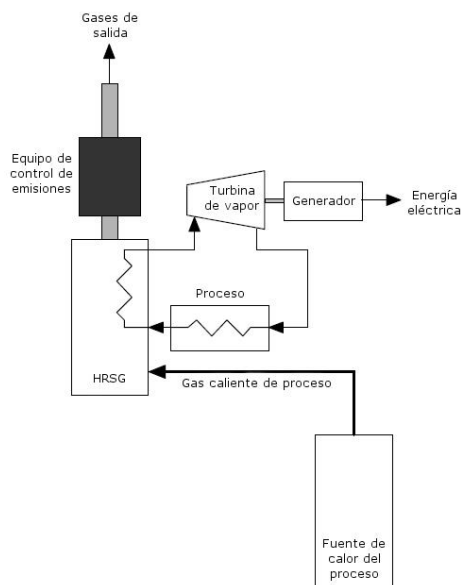 Gases de
salida
Equipo de
control de
emisiones
Turbina
de vapor
Generador
Energía
eléctrica
Proceso
HRSG
Gas caliente de proceso
Fuente de
calor del
proceso